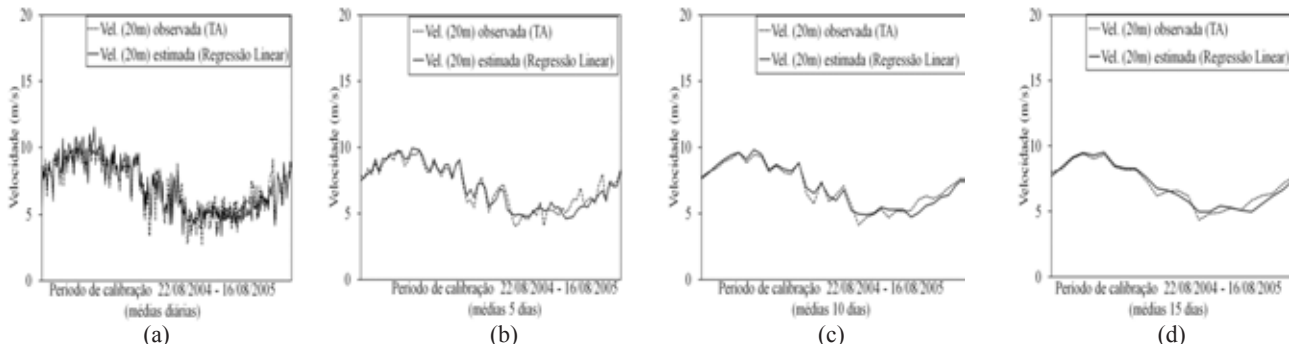 20
Vel. (20m) observada (TA)
Vel. (20m) estimada (Regressão Linear)
15
10
5
0
Velocidade (m/s)
Periodo de calibração 22/08/2004 - 16/08/2005
(médias diárias)
(a)
20
Vel. (20m) observada (TA)
Vel. (20m) estimada (Regressão Linear)
15
10
5
0
Velocidade (m/s)
Periodo de calibração 22/08/2004 - 16/08/2005
(médias 5 dias)
(b)
20
Vel. (20m) observada (TA)
Vel. (20m) estimada (Regressão Linear)
15
10
5
0
Velocidade (m/s)
Periodo de calibração 22/08/2004 - 16/08/2005
(médias 10 dias)
(c)
20
Vel. (20m) observada (TA)
Vel. (20m) estimada (Regressão Linear)
15
10
5
0
Velocidade (m/s)
Periodo de calibração 22/08/2004 - 16/08/2005
(médias 15 dias)
(d)